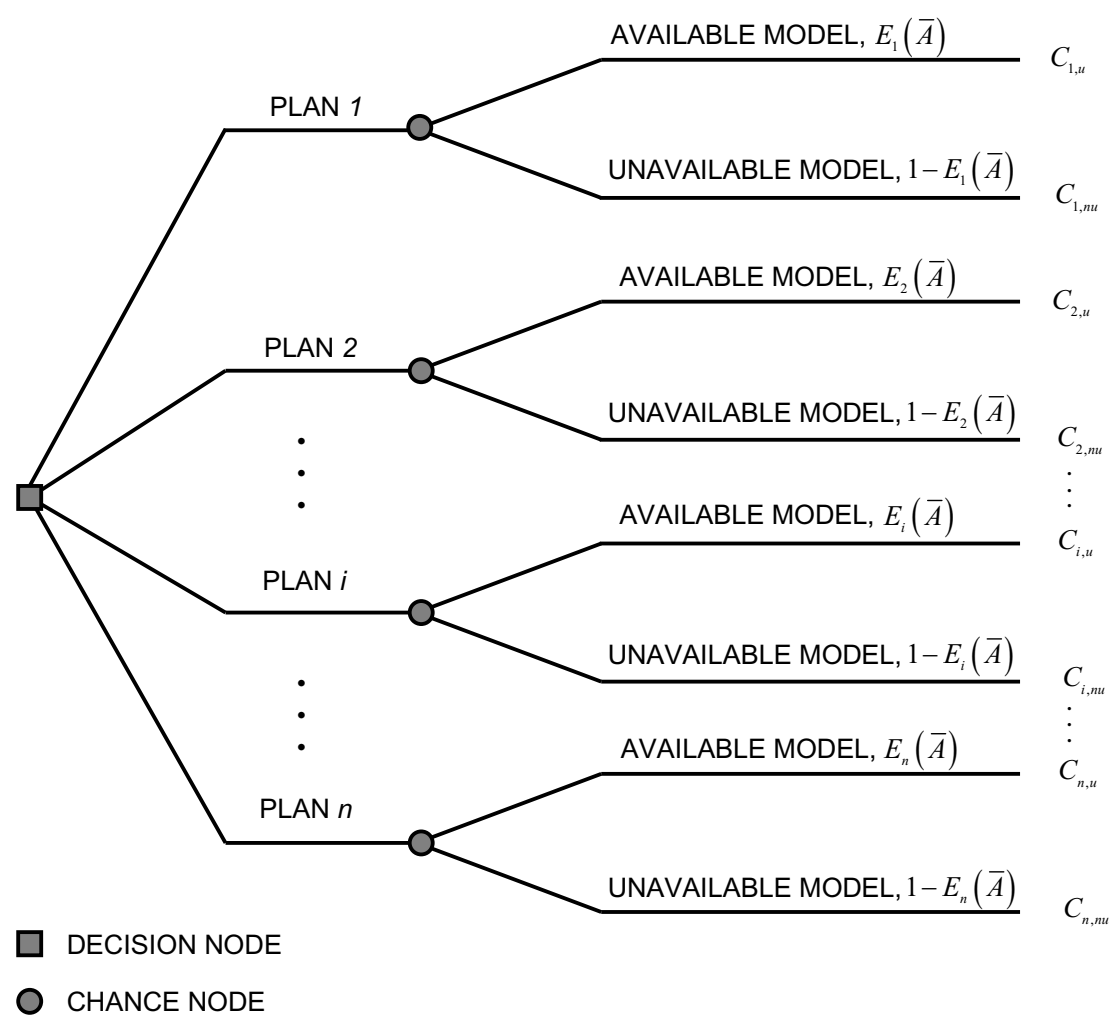 AVAILABLE MODEL, E₁(A̅)
C₁,ᵤ
PLAN 1
UNAVAILABLE MODEL, 1−E₁(A̅)
C₁,ₙᵤ
AVAILABLE MODEL, E₂(A̅)
C₂,ᵤ
PLAN 2
UNAVAILABLE MODEL, 1−E₂(A̅)
C₂,ₙᵤ
AVAILABLE MODEL, Eᵢ(A̅)
Cᵢ,ᵤ
PLAN i
UNAVAILABLE MODEL, 1−Eᵢ(A̅)
Cᵢ,ₙᵤ
AVAILABLE MODEL, Eₙ(A̅)
Cₙ,ᵤ
PLAN n
UNAVAILABLE MODEL, 1−Eₙ(A̅)
Cₙ,ₙᵤ
DECISION NODE
CHANCE NODE